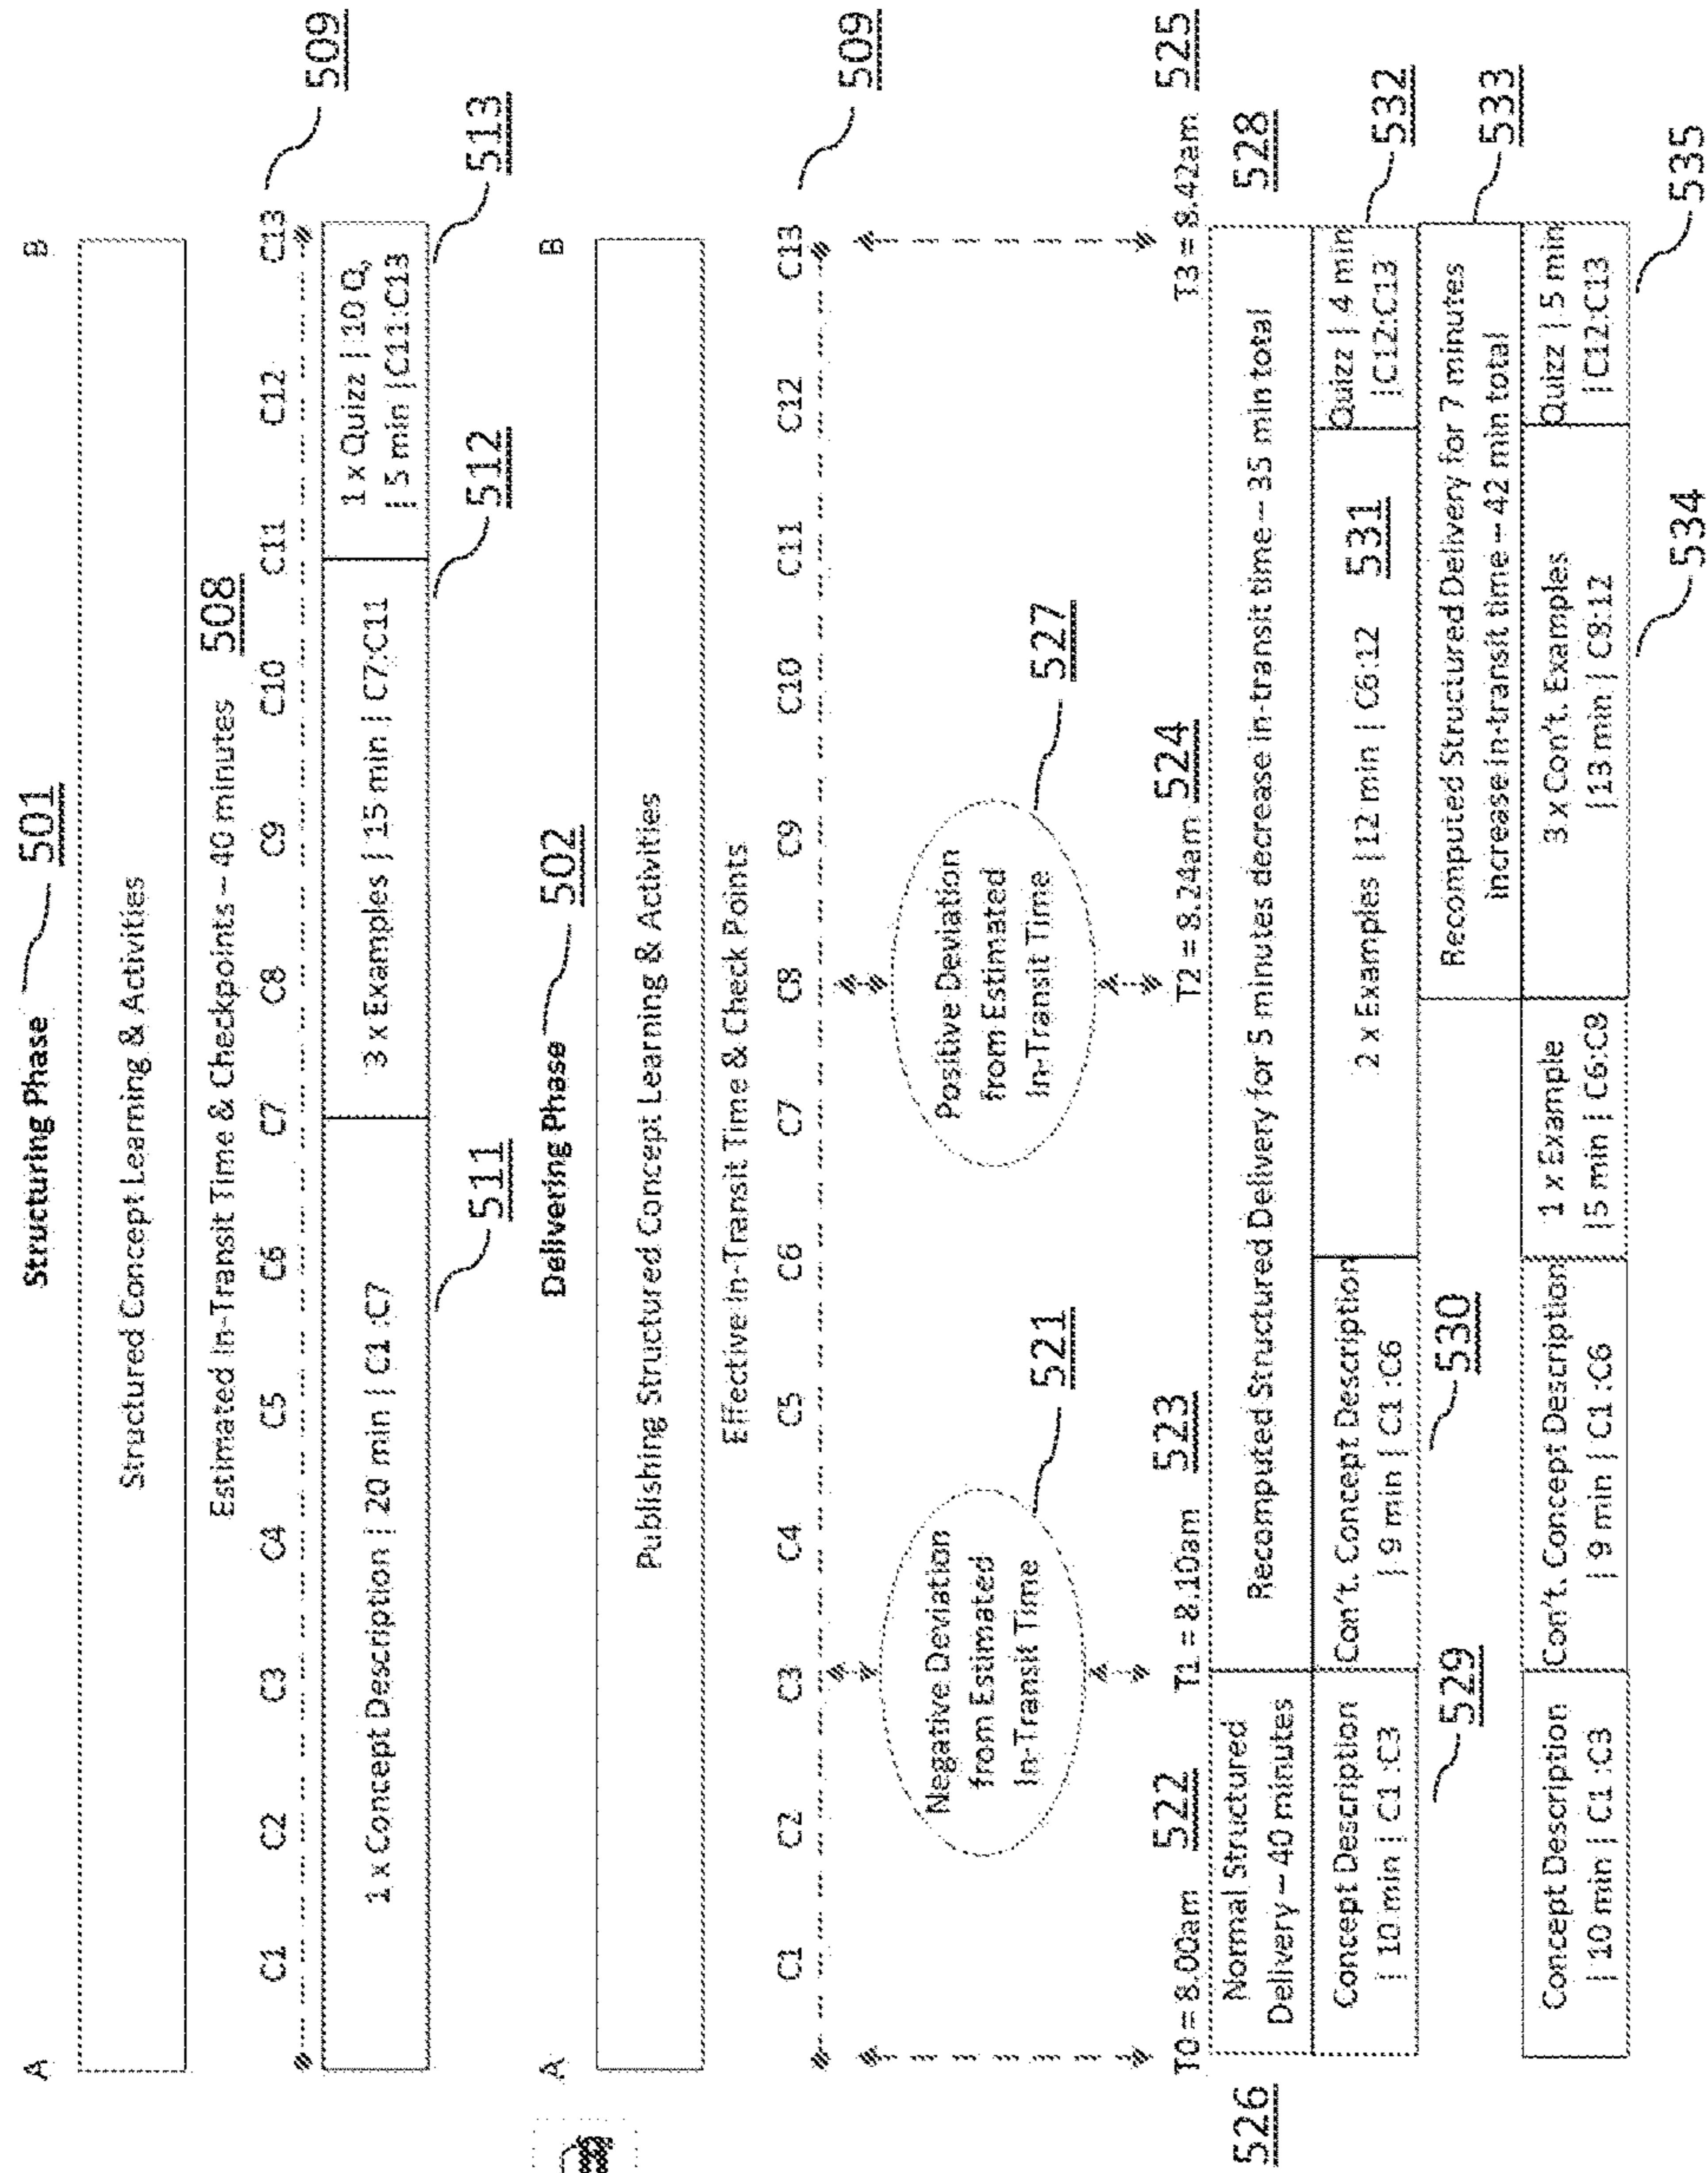 Structuring Phase 501
A B
Structured Concept Learning & Activities
Estimated In-Transit Time & Checkpoints – 40 minutes 508
C1 C2 C3 C4 C5 C6 C7 C8 C9 C10 C11 C12 C13 509
1 x Concept Description | 20 min | C1:C7
3 x Examples | 15 min | C7:C11
1 x Quizz | 10 Q,
| 5 min |C11:C13
511 512 513
Delivering Phase 502
A B
Publishing Structured Concept Learning & Activities
Effective In-Transit Time & Check Points
C1 C2 C3 C4 C5 C6 C7 C8 C9 C10 C11 C12 C13 509
Negative Deviation
from Estimated
In-Transit Time
521
Positive Deviation
from Estimated
In-Transit Time
527
T0 = 8.00am 522 T1 = 8.10am 523 T2 = 8.24am 524 T3 = 8.42am 525
526
Normal Structured
Delivery – 40 minutes
Recomputed Structured Delivery for 5 minutes decrease in-transit time – 35 min total
528
Concept Description
| 10 min | C1:C3
Con't. Concept Description
| 9 min | C1:C6
2 x Examples |12 min | C6:12 531
Quizz | 4 min
|C12:C13
532
529 530
Recomputed Structured Delivery for 7 minutes
increase in-transit time – 42 min total
533
Concept Description
| 10 min | C1:C3
Con't. Concept Description
| 9 min | C1:C6
1 x Example
|5 min | C6:C8
3 x Con't. Examples
|13 min | C8:12
Quizz | 5 min
|C12:C13
534 535